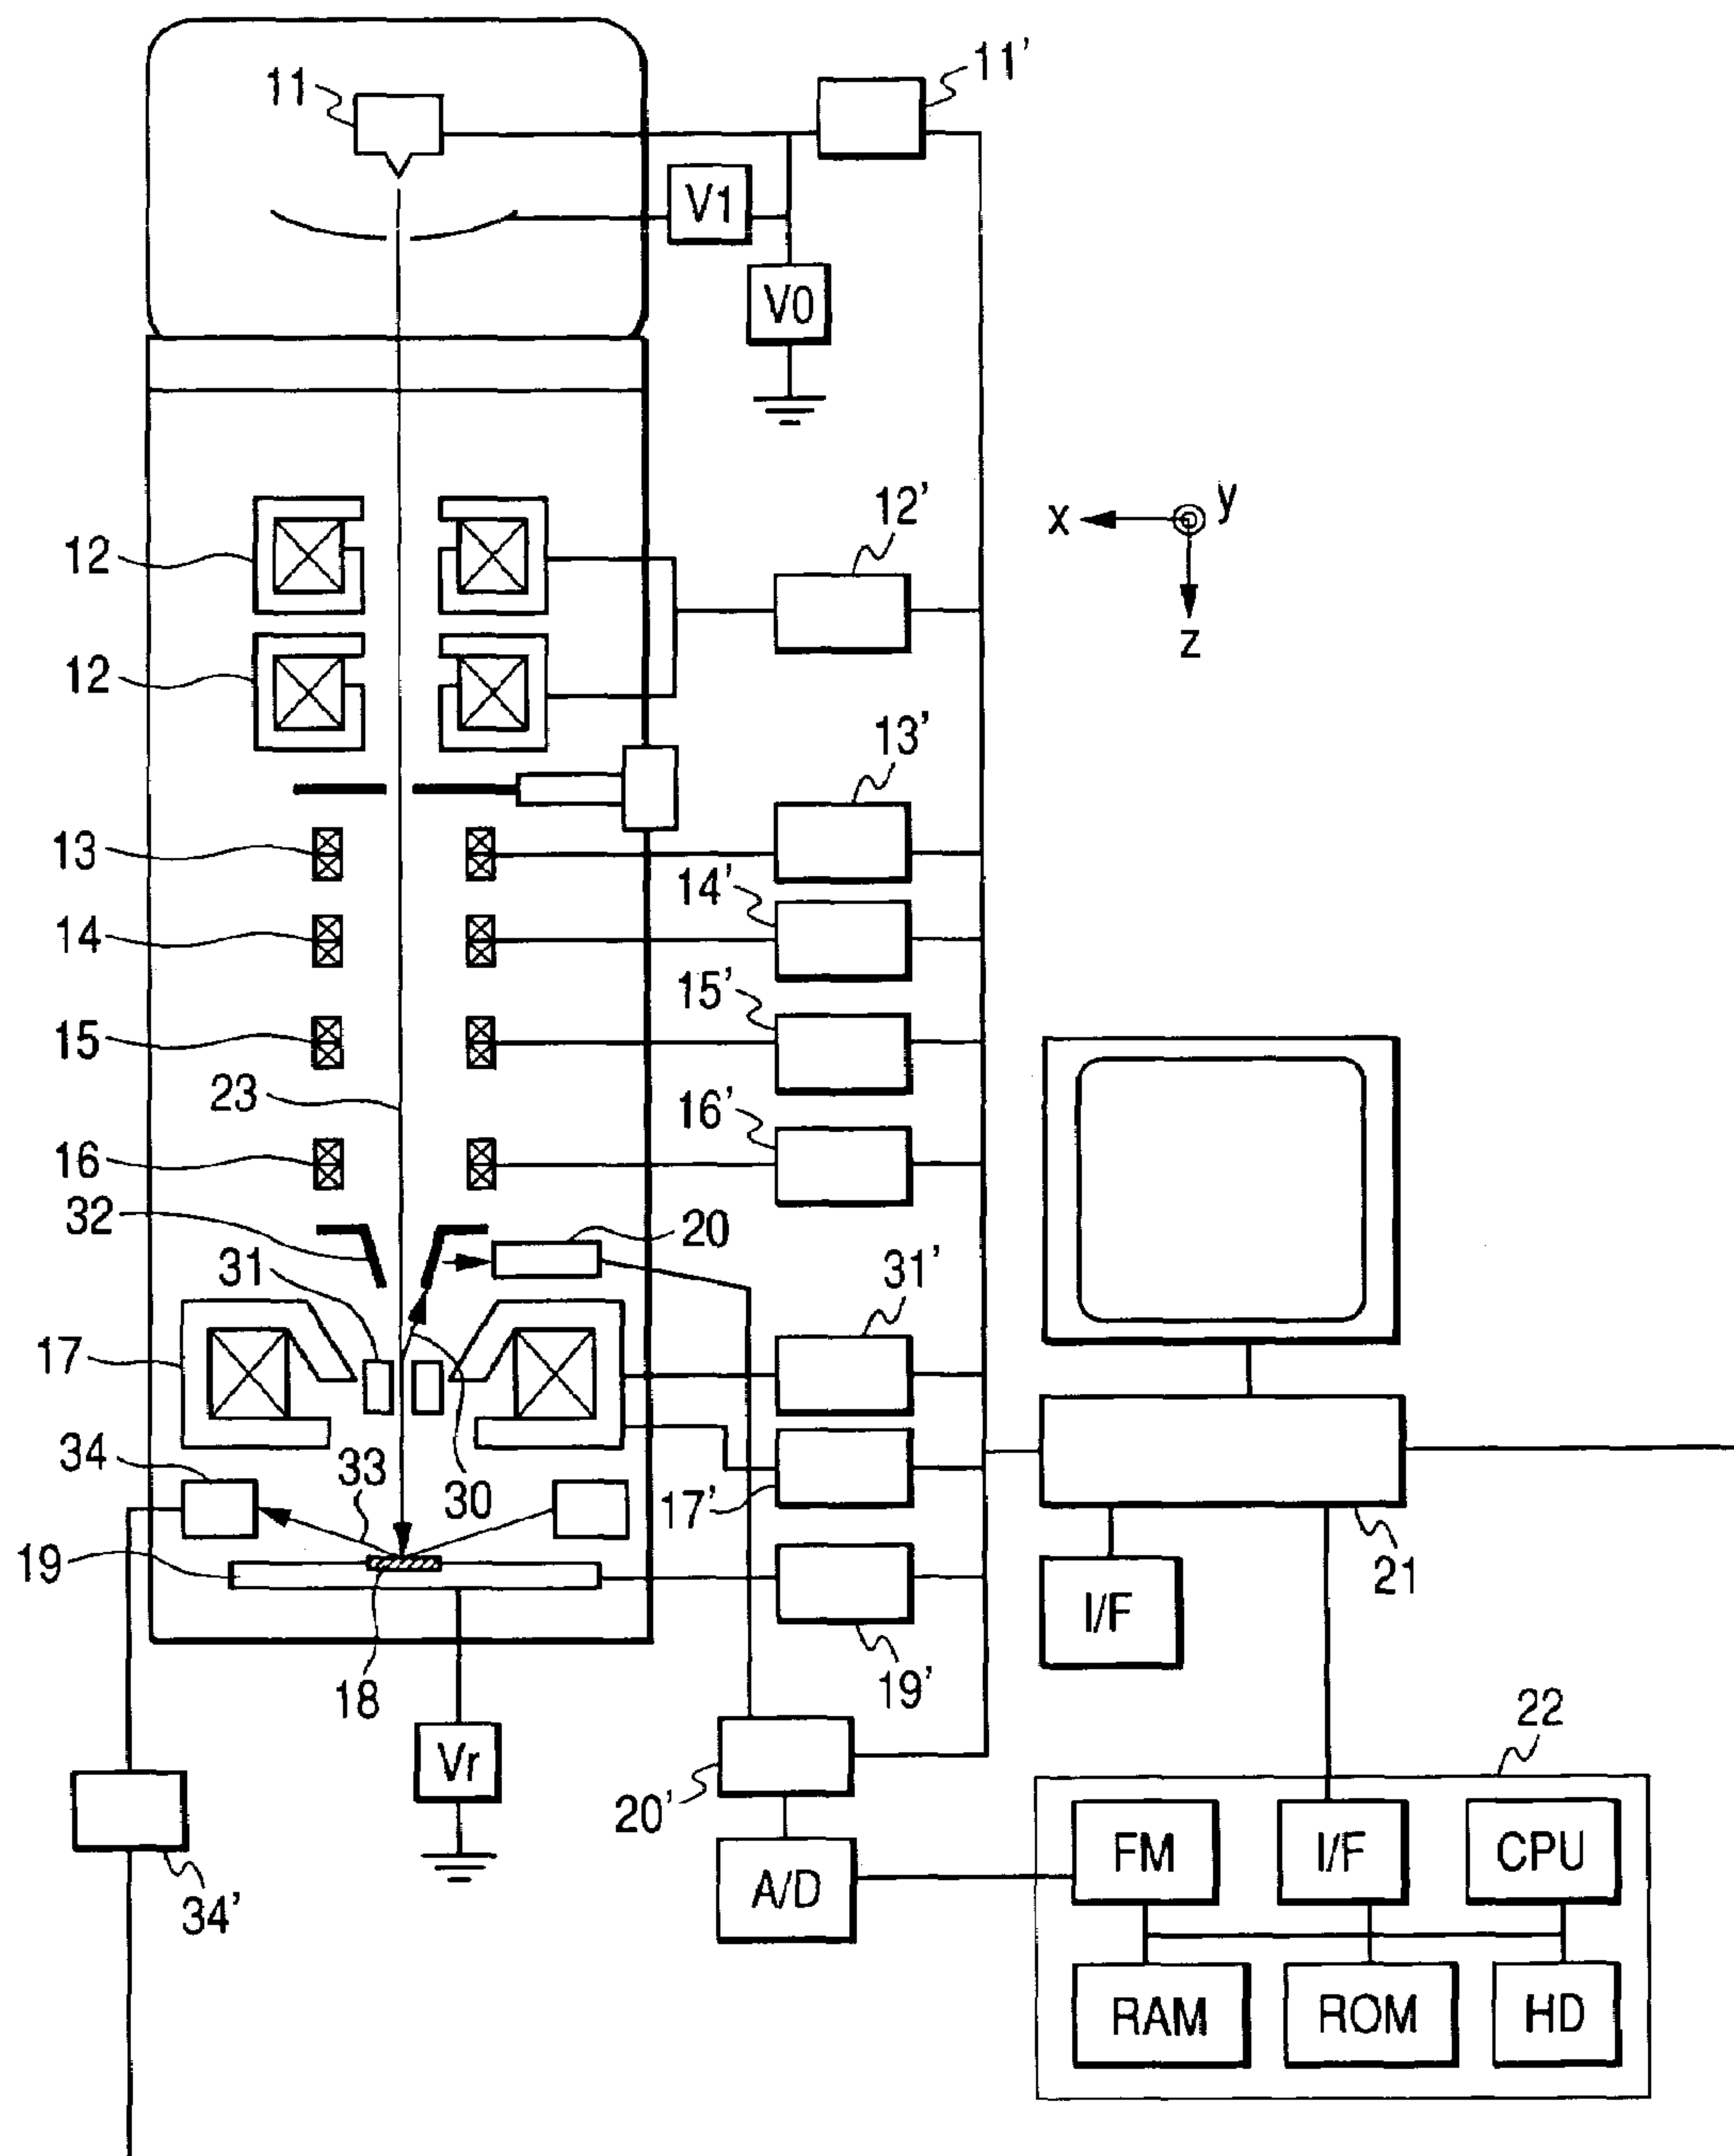 11
11’
V1
V0
12
12’
x
y
z
12
13’
13
14’
14
15’
15
23
16’
16
32
20
31
31’
17
34
33
30
17’
21
19
I/F
18
19’
22
Vr
20’
FM
I/F
CPU
A/D
34’
RAM
ROM
HD